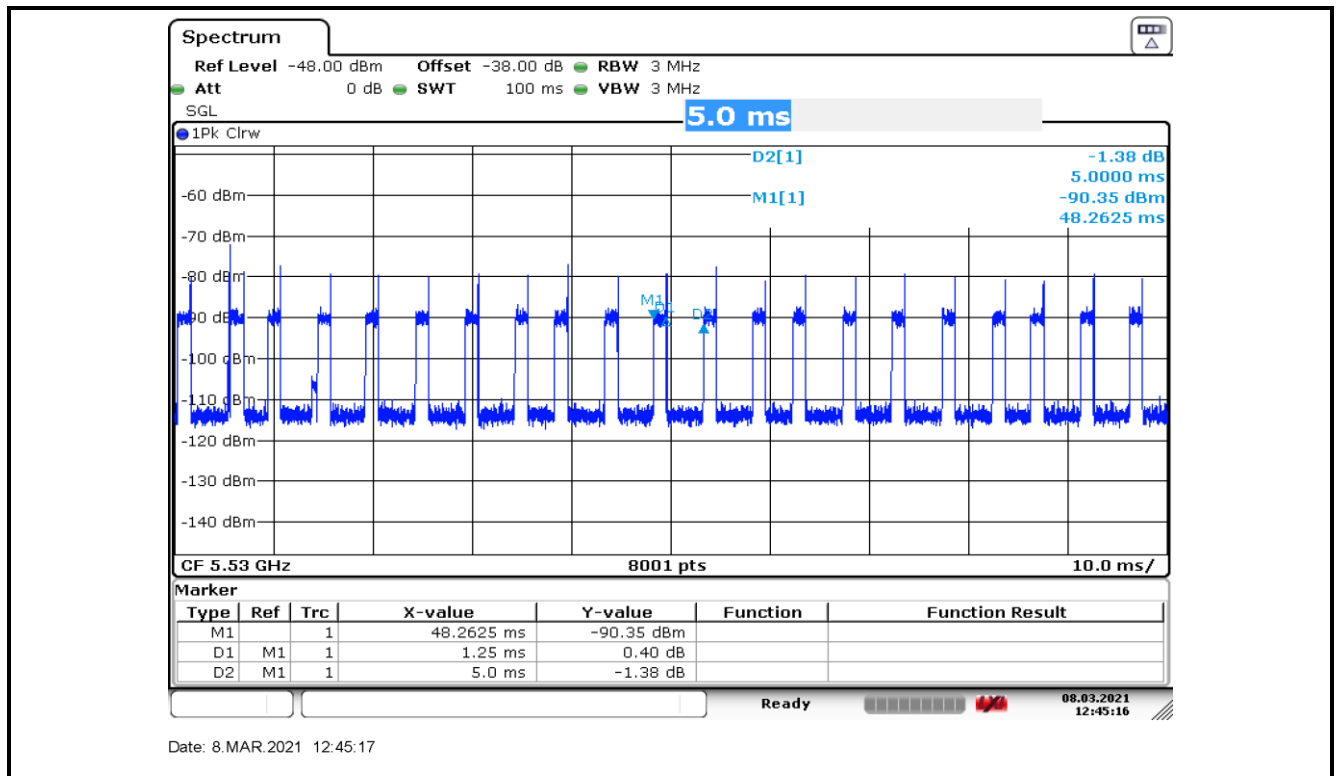 Spectrum
Ref Level -48.00 dBm Offset -38.00 dB RBW 3 MHz
Att 0 dB SWT 100 ms VBW 3 MHz
SGL
5.0 ms
1Pk Clrw
D2[1] -1.38 dB
5.0000 ms
-60 dBm M1[1] -90.35 dBm
48.2625 ms
-70 dBm
-80 dBm
M1
-90 dBm D1 D2
-100 dBm
-110 dBm
-120 dBm
-130 dBm
-140 dBm
CF 5.53 GHz 8001 pts 10.0 ms/
Marker
Type Ref Trc X-value Y-value Function Function Result
M1 1 48.2625 ms -90.35 dBm
D1 M1 1 1.25 ms 0.40 dB
D2 M1 1 5.0 ms -1.38 dB
Ready LXI 08.03.2021
12:45:16
Date: 8.MAR.2021 12:45:17